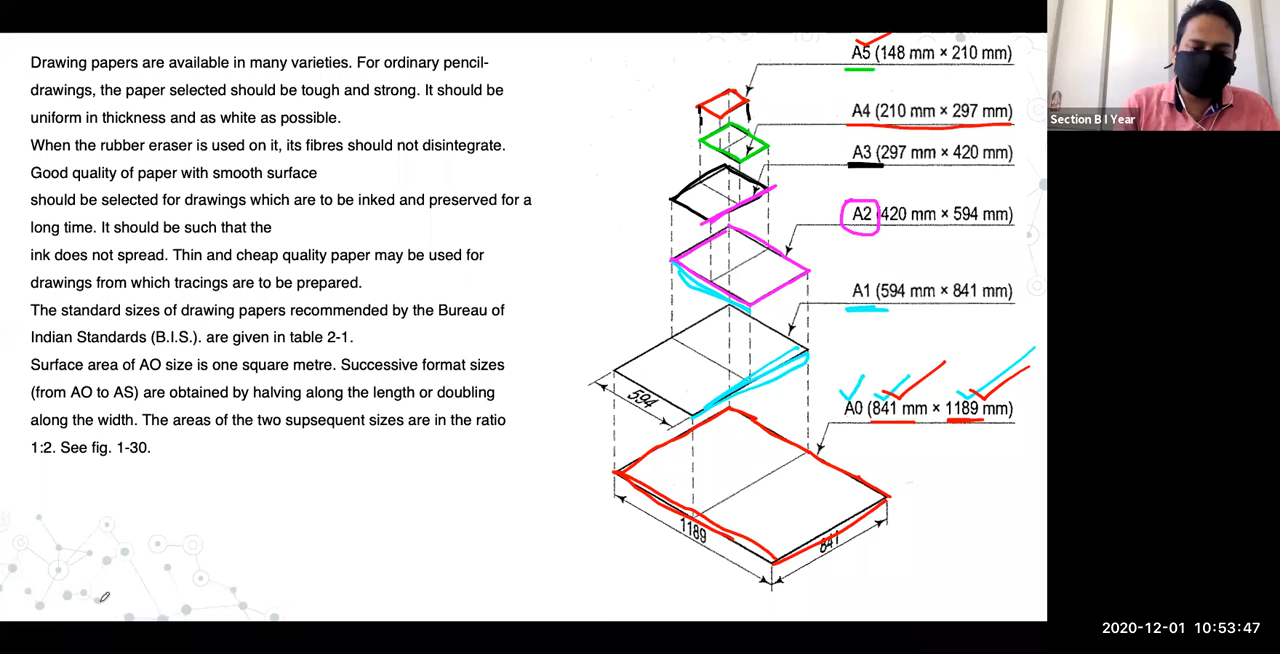 Drawing papers are available in many varieties. For ordinary pencil-
drawings, the paper selected should be tough and strong. It should be
uniform in thickness and as white as possible.
When the rubber eraser is used on it, its fibres should not disintegrate.
Good quality of paper with smooth surface
should be selected for drawings which are to be inked and preserved for a
long time. It should be such that the
ink does not spread. Thin and cheap quality paper may be used for
drawings from which tracings are to be prepared.
The standard sizes of drawing papers recommended by the Bureau of
Indian Standards (B.I.S.). are given in table 2-1.
Surface area of AO size is one square metre. Successive format sizes
(from AO to AS) are obtained by halving along the length or doubling
along the width. The areas of the two supsequent sizes are in the ratio
1:2. See fig. 1-30.
A5 (148 mm × 210 mm)
A4 (210 mm × 297 mm)
A3 (297 mm × 420 mm)
A2 (420 mm × 594 mm)
A1 (594 mm × 841 mm)
594
A0 (841 mm × 1189 mm)
1189
841
Section B I Year
2020-12-01 10:53:47